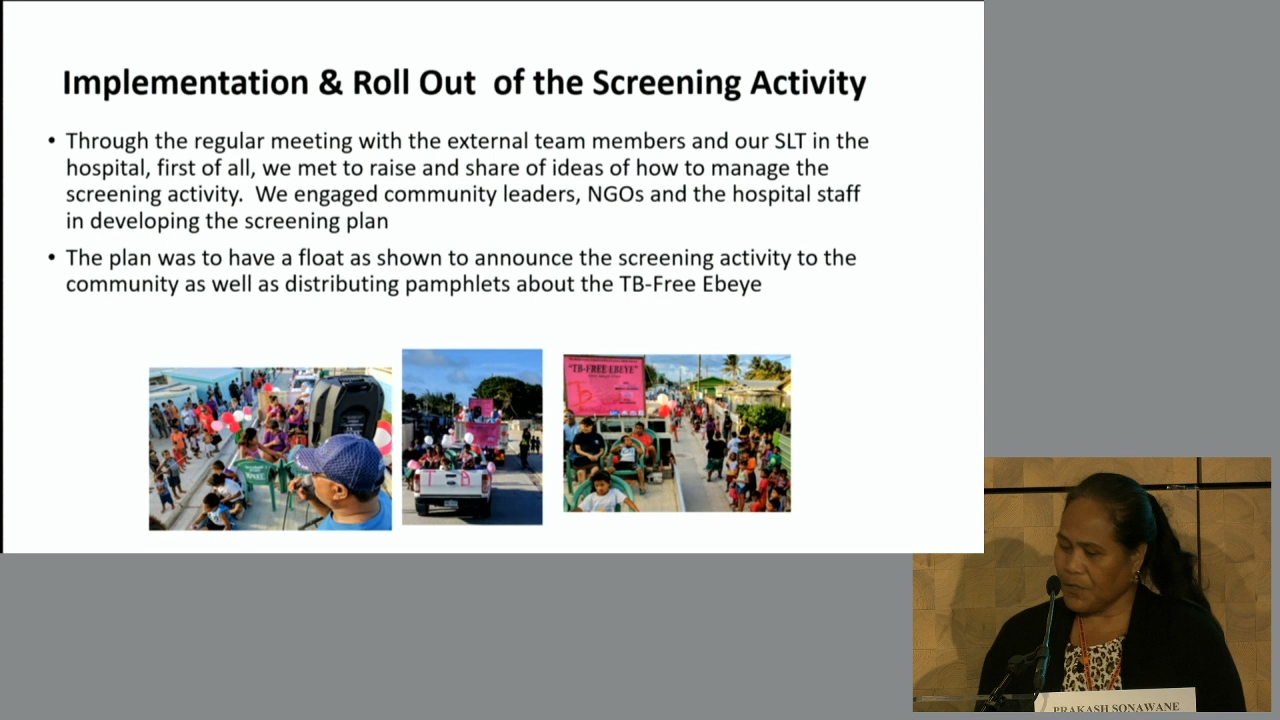 Implementation & Roll Out of the Screening Activity
• Through the regular meeting with the external team members and our SLT in the
hospital, first of all, we met to raise and share of ideas of how to manage the
screening activity. We engaged community leaders, NGOs and the hospital staff
in developing the screening plan
• The plan was to have a float as shown to announce the screening activity to the
community as well as distributing pamphlets about the TB-Free Ebeye
T B
"TB-FREE EBEYE"
PRAKASH SONAWANE